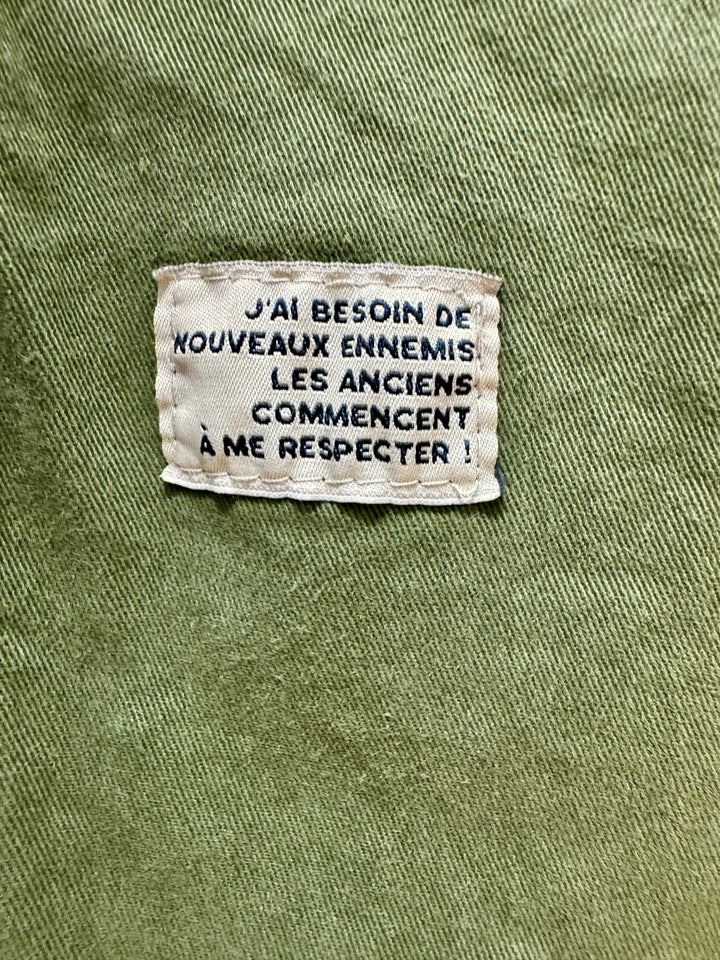 J'AI BESOIN DE
NOUVEAUX ENNEMIS.
LES ANCIENS
COMMENCENT
À ME RESPECTER !